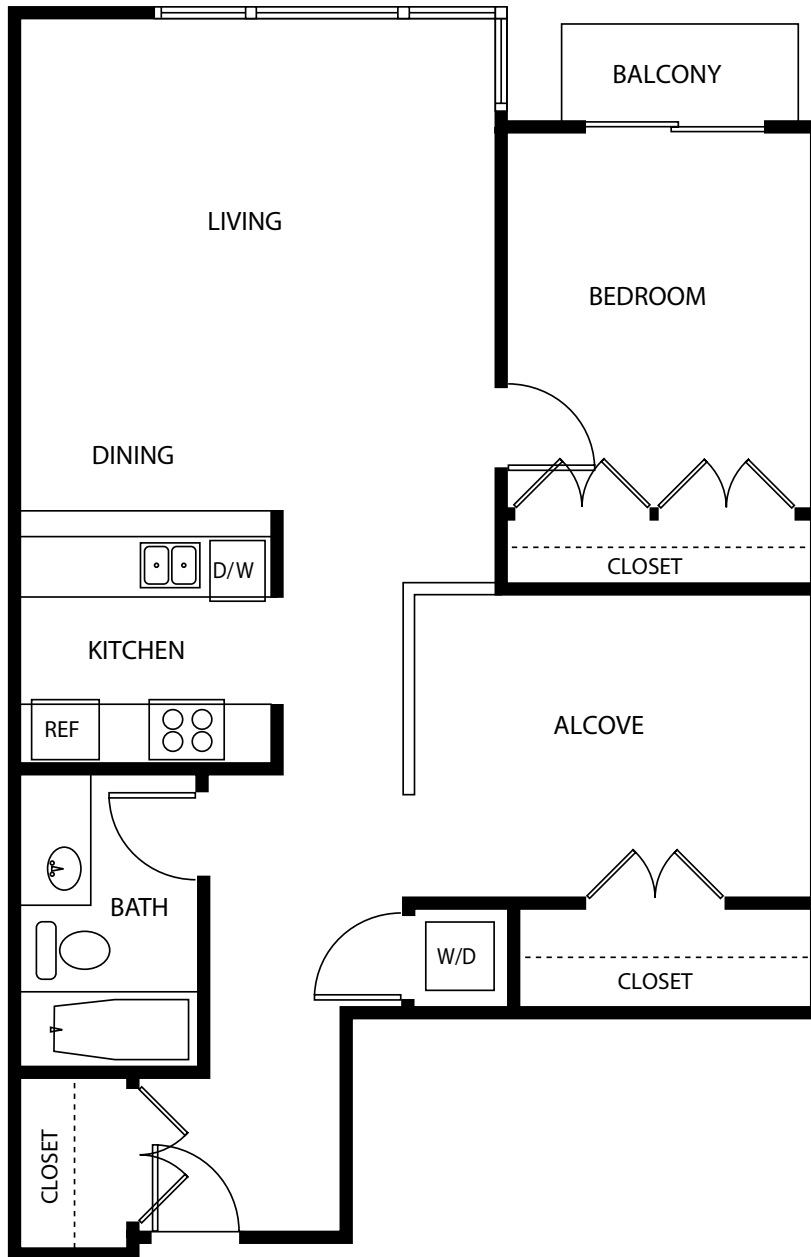 BALCONY
LIVING
BEDROOM
DINING
CLOSET
D/W
KITCHEN
REF
ALCOVE
BATH
W/D
CLOSET
CLOSET